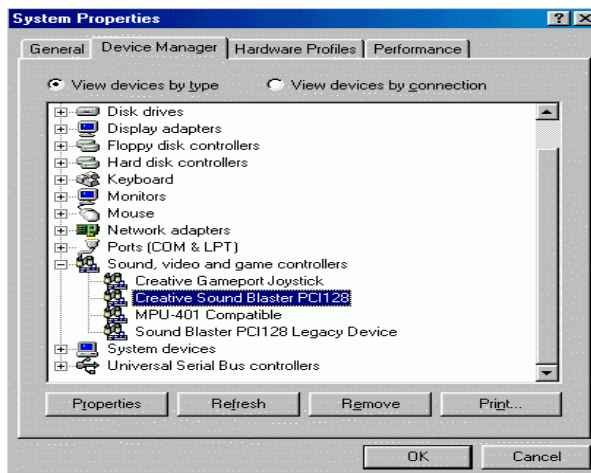 System Properties
General Device Manager Hardware Profiles Performance
View devices by type View devices by connection
Disk drives
Display adapters
Floppy disk controllers
Hard disk controllers
Keyboard
Monitors
Mouse
Network adapters
Ports (COM & LPT)
Sound, video and game controllers
Creative Gameport Joystick
Creative Sound Blaster PCI128
MPU-401 Compatible
Sound Blaster PCI128 Legacy Device
System devices
Universal Serial Bus controllers
Properties Refresh Remove Print...
OK Cancel